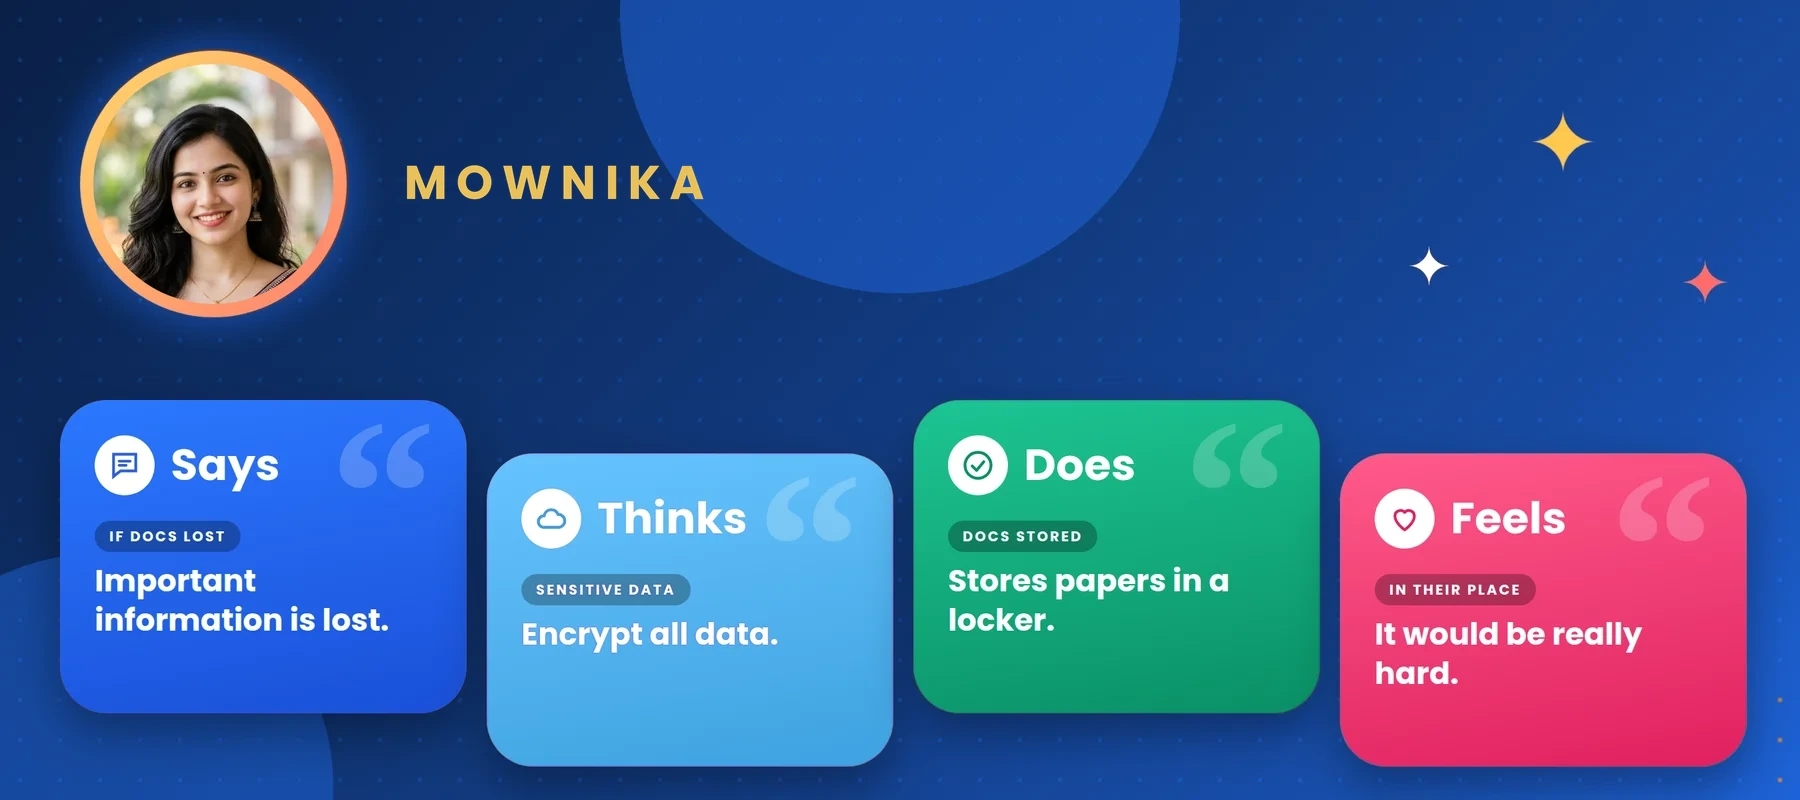 MOWNIKA
Says
IF DOCS LOST
Important
information is lost.
Thinks
SENSITIVE DATA
Encrypt all data.
Does
DOCS STORED
Stores papers in a
locker.
Feels
IN THEIR PLACE
It would be really
hard.